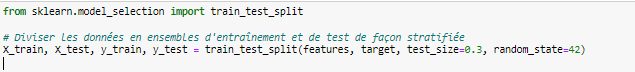 from sklearn.model_selection import train_test_split
# Diviser les données en ensembles d'entraînement et de test de façon stratifiée
X_train, X_test, y_train, y_test = train_test_split(features, target, test_size=0.3, random_state=42)